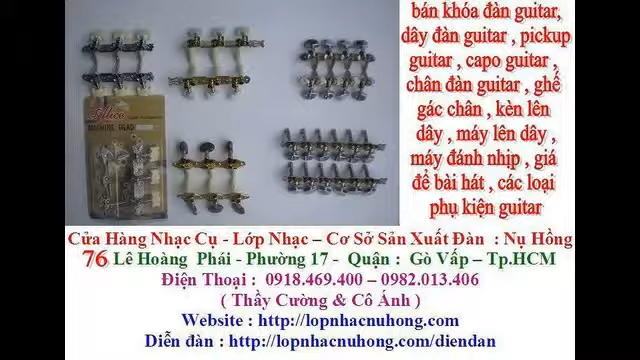 bán khóa đàn guitar,
dây đàn guitar , pickup
guitar , capo guitar ,
chân đàn guitar , ghế
gác chân , kèn lên
dây , máy lên dây ,
máy đánh nhịp , giá
để bài hát , các loại
phụ kiện guitar
Alice
MACHINE HEAD
Cửa Hàng Nhạc Cụ - Lớp Nhạc – Cơ Sở Sản Xuất Đàn : Nụ Hồng
76 Lê Hoàng Phái - Phường 17 - Quận : Gò Vấp – Tp.HCM
Điện Thoại : 0918.469.400 – 0982.013.406
( Thầy Cường & Cô Ánh )
Website : http://lopnhacnuhong.com
Diễn đàn : http://lopnhacnuhong.com/diendan